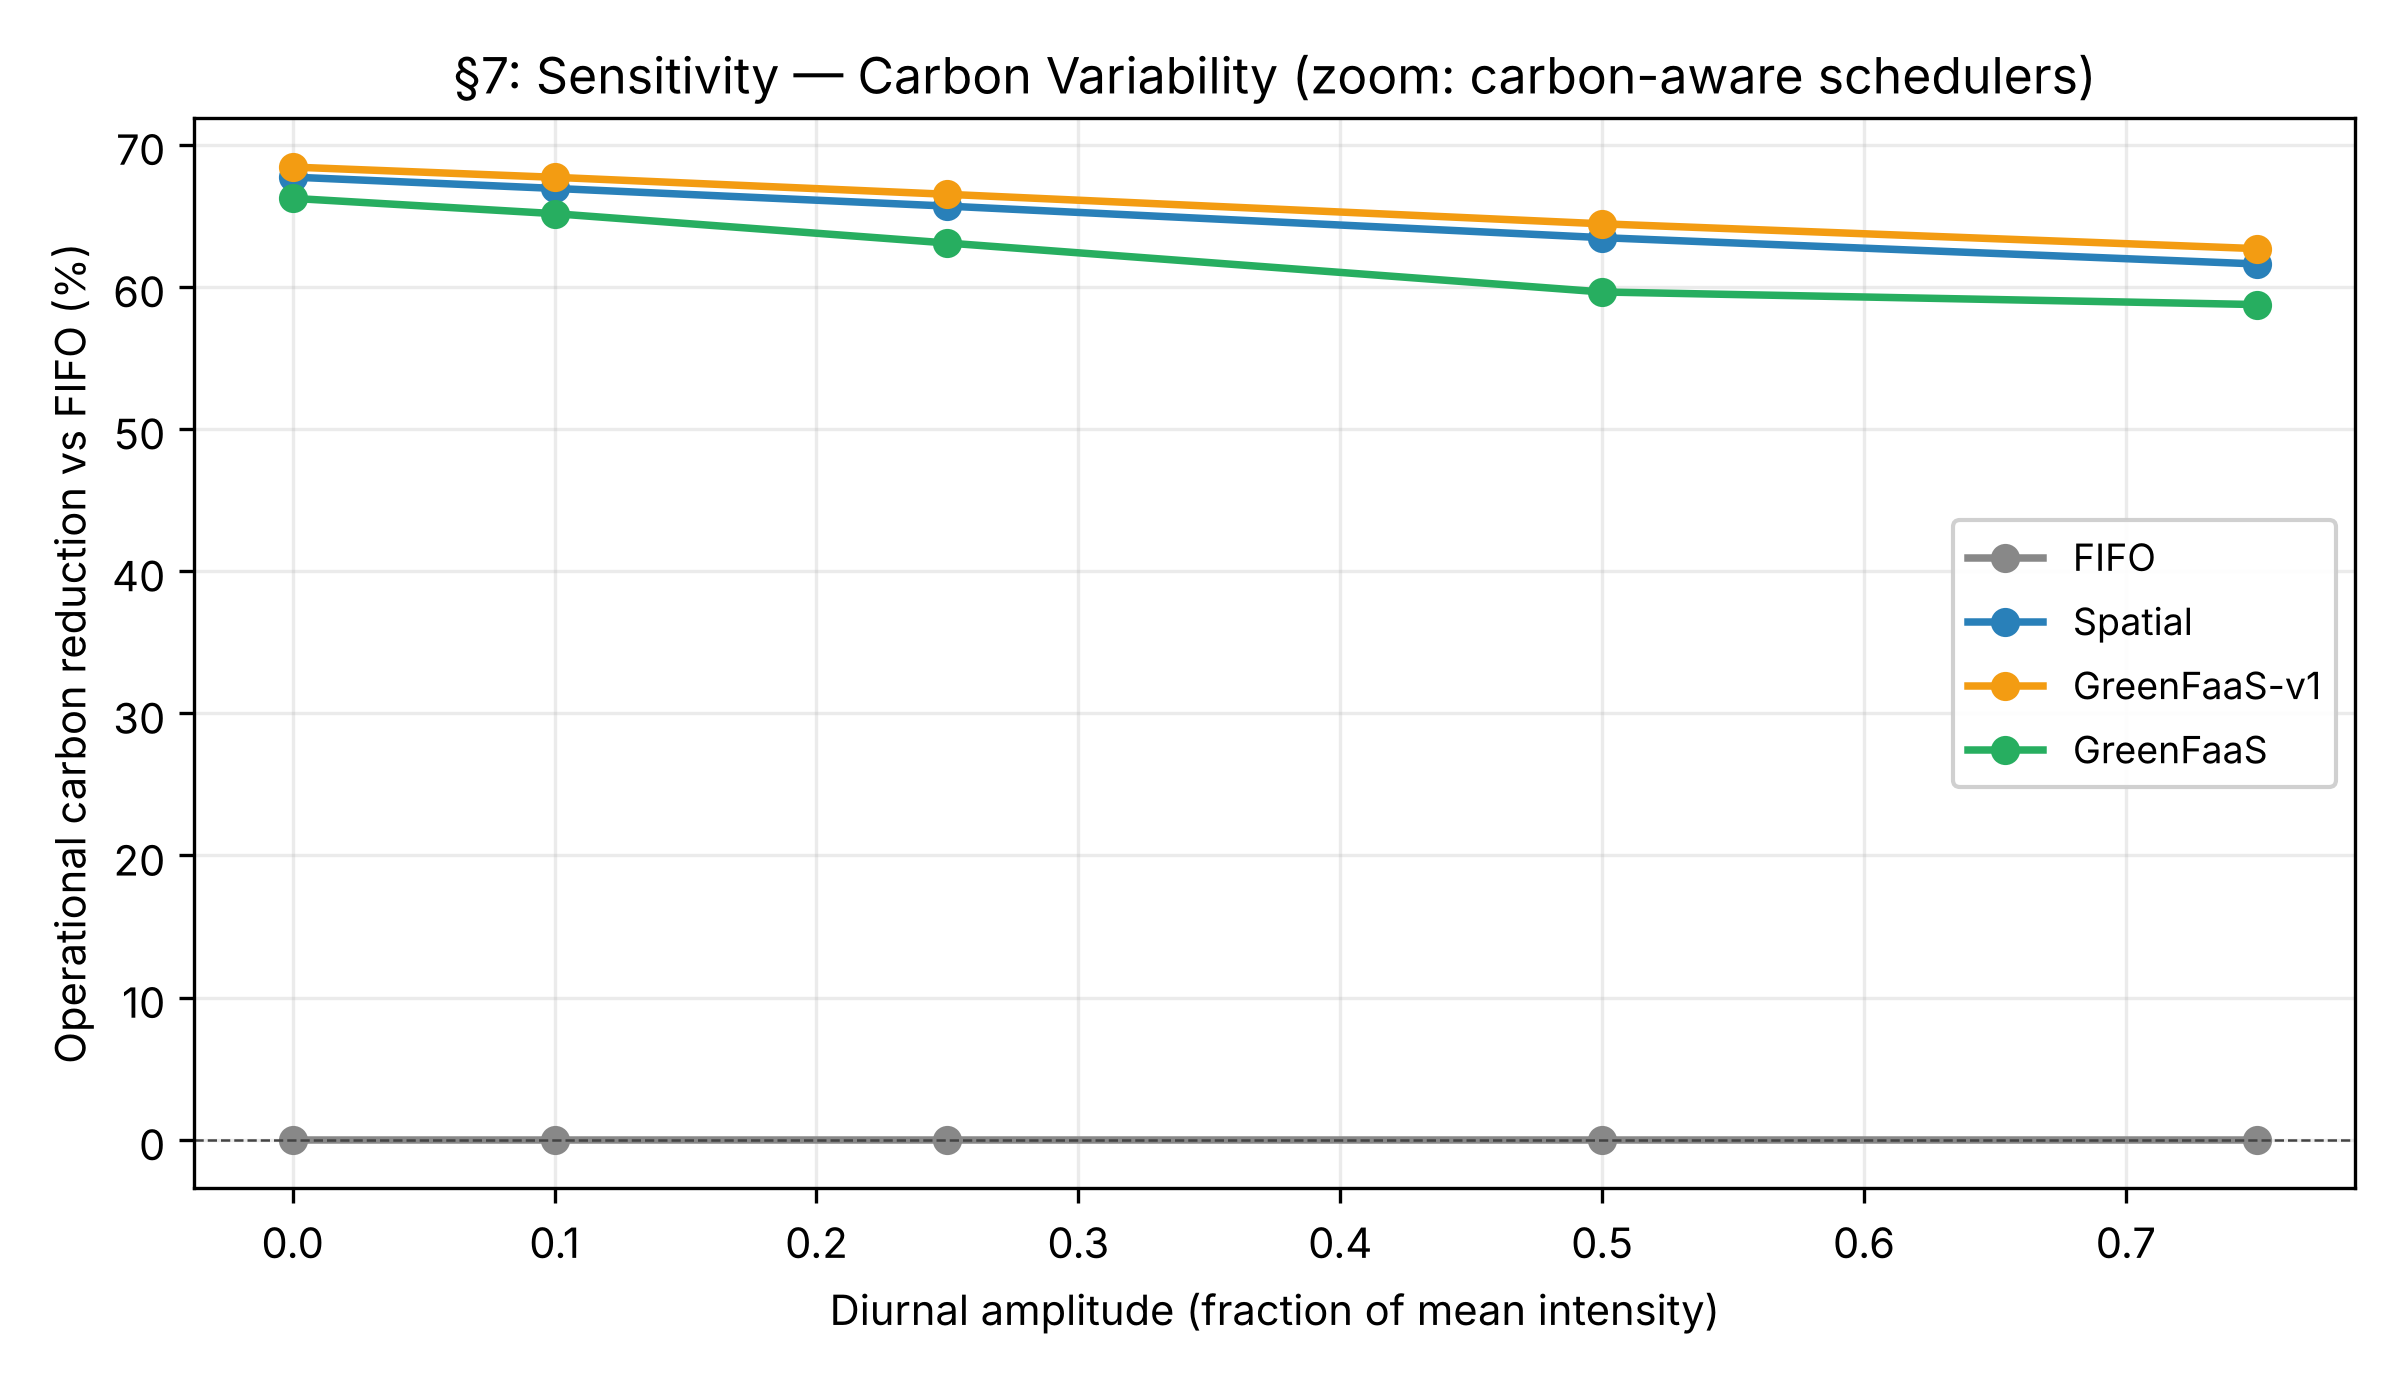 §7: Sensitivity — Carbon Variability (zoom: carbon-aware schedulers)
Operational carbon reduction vs FIFO (%)
70
60
50
40
30
20
10
0
FIFO
Spatial
GreenFaaS-v1
GreenFaaS
0.0 0.1 0.2 0.3 0.4 0.5 0.6 0.7
Diurnal amplitude (fraction of mean intensity)